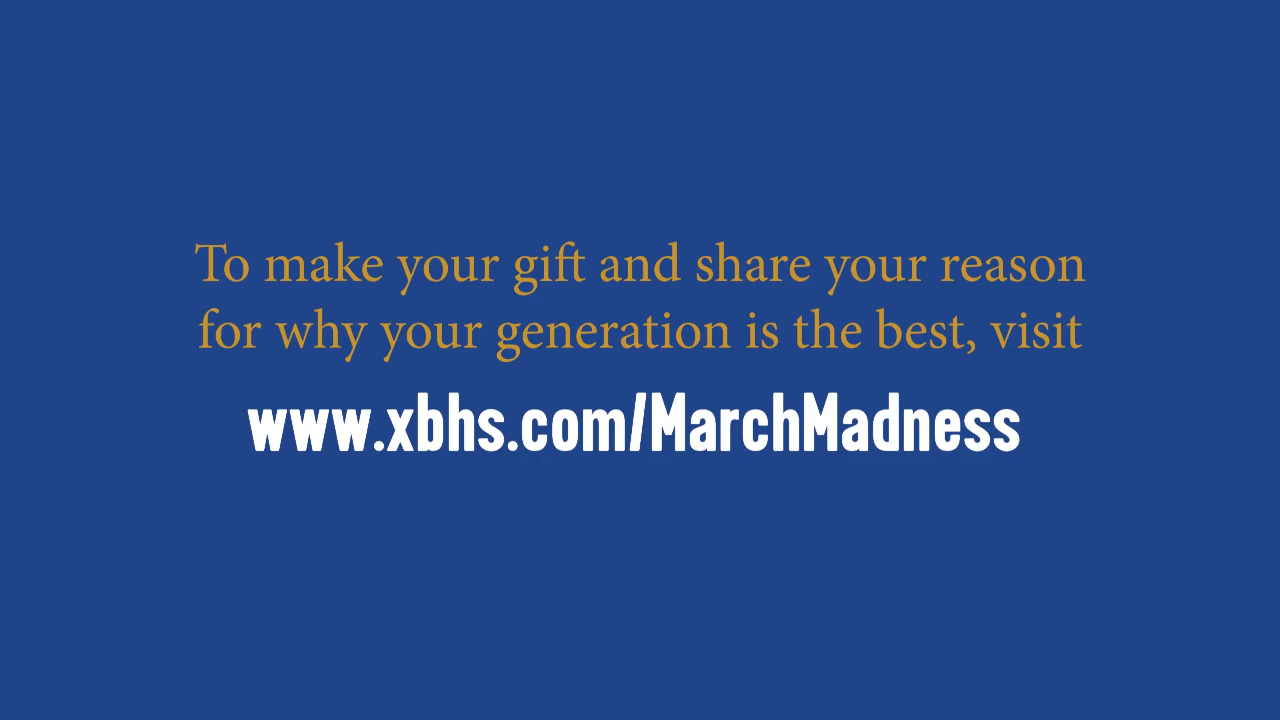 To make your gift and share your reason
for why your generation is the best, visit
www.xbhs.com/MarchMadness